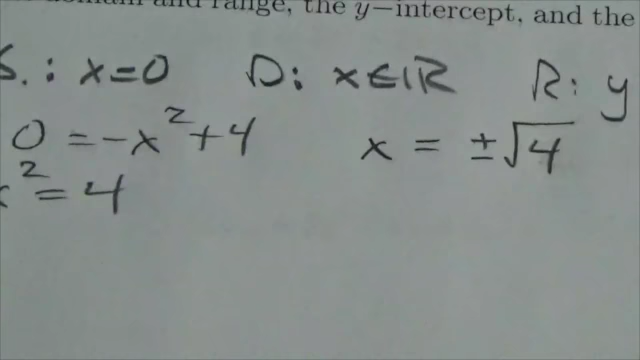 domain and range, the y−intercept, and the
S.: x=0 D: x∈ℝ R: y
0 = -x²+4 x = ±√4
x² = 4